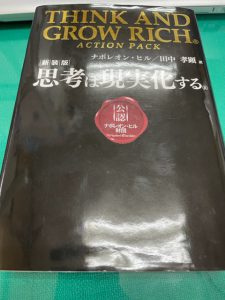 THINK AND
GROW RICH®
ACTION PACK
ナポレオン・ヒル／田中 孝顕 著
[新装版]
思考は現実化する
公認
ナポレオン・ヒル
財団